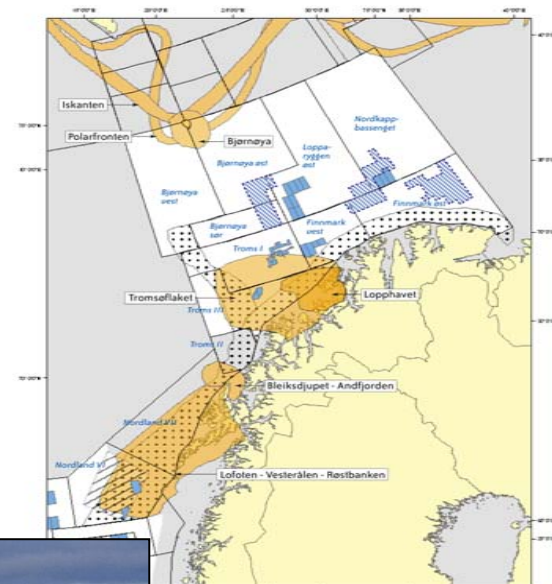 Iskanten
Polarfronten
Bjørnøya
Nordkapp-
bassenget
Loppa-
ryggen
øst
Bjørnøya øst
Bjørnøya
vest
Finnmark øst
Finnmark
vest
Bjørnøya
sør
Troms I
Tromsøflaket
Lopphavet
Troms III
Troms II
Bleiksdjupet - Andfjorden
Nordland VII
Nordland VI
Lofoten - Vesterålen - Røstbanken